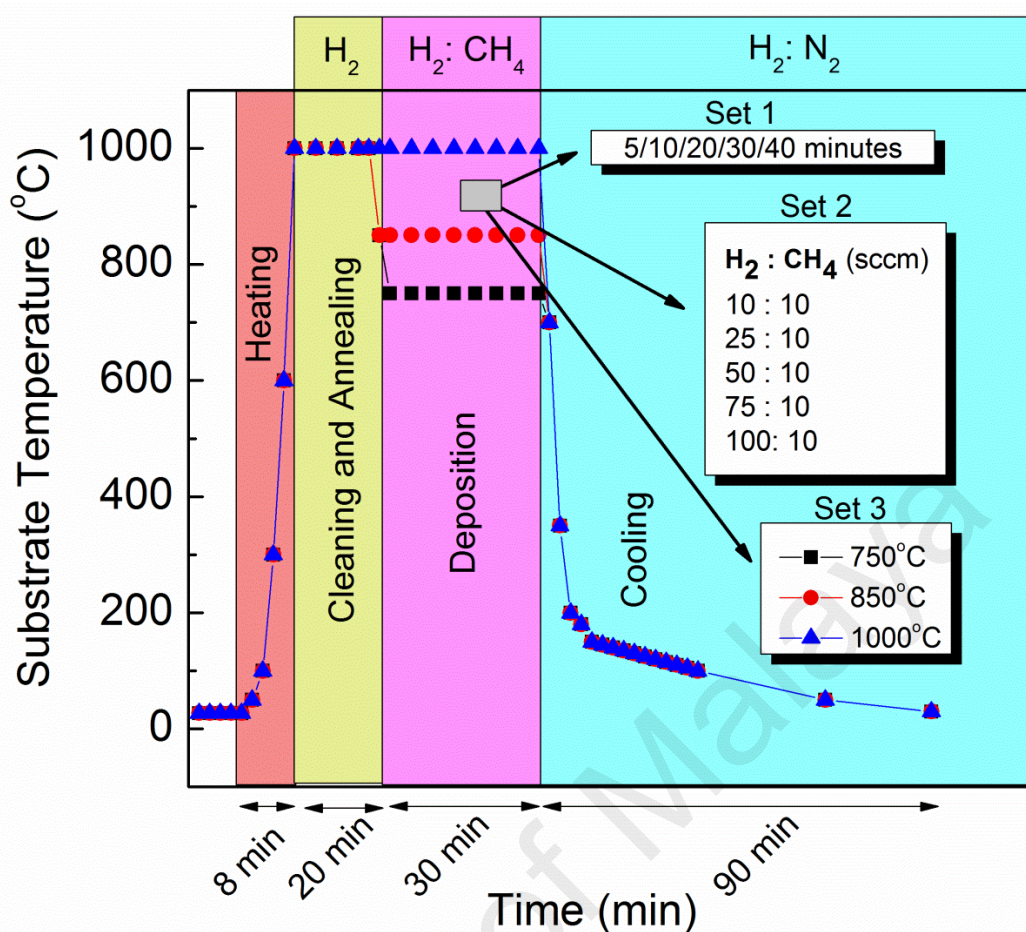 H₂
H₂: CH₄
H₂: N₂
Substrate Temperature (°C)
1000
800
600
400
200
0
Heating
Cleaning and Annealing
Deposition
Cooling
Set 1
5/10/20/30/40 minutes
Set 2
H₂ : CH₄ (sccm)
10 : 10
25 : 10
50 : 10
75 : 10
100: 10
Set 3
750°C
850°C
1000°C
8 min
20 min
30 min
90 min
Time (min)
of Malaya